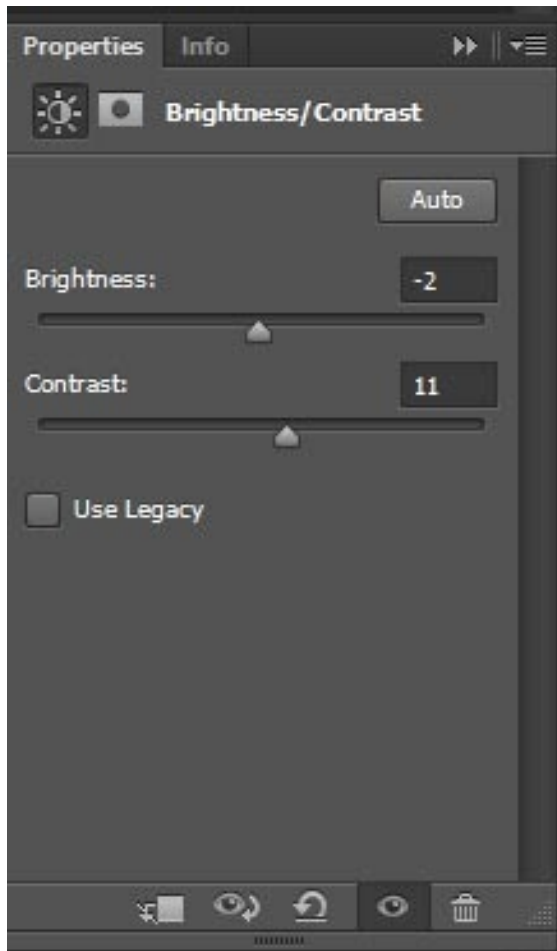 Properties Info
Brightness/Contrast
Auto
Brightness: -2
Contrast: 11
Use Legacy